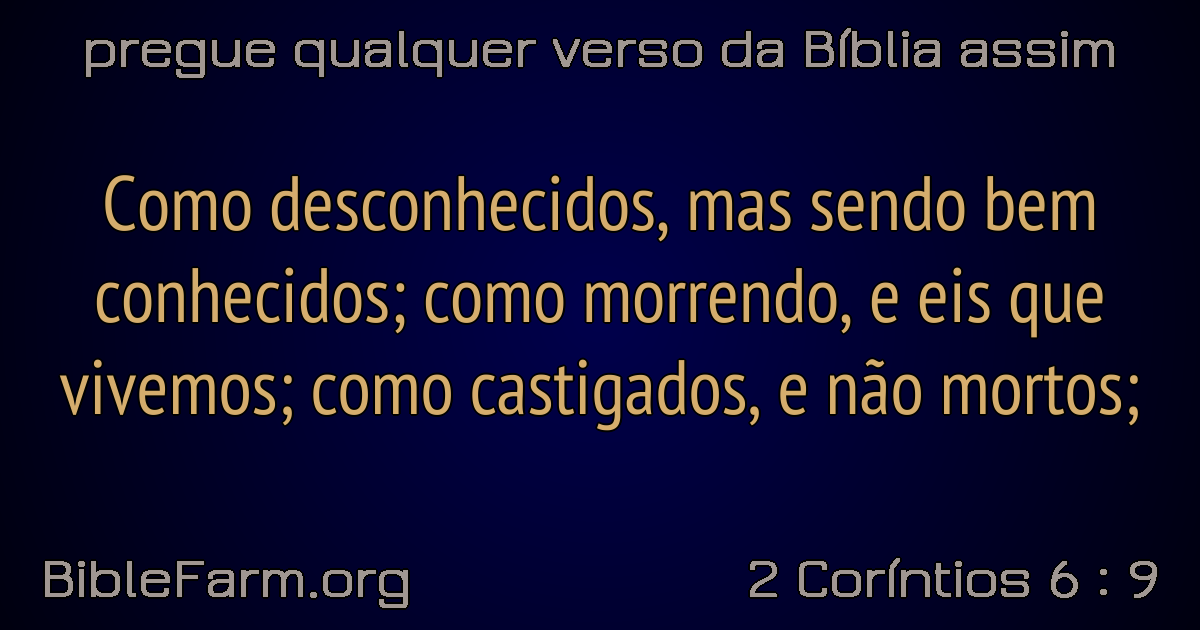 pregue qualquer verso da Bíblia assim
Como desconhecidos, mas sendo bem
conhecidos; como morrendo, e eis que
vivemos; como castigados, e não mortos;
BibleFarm.org
2 Coríntios 6 : 9